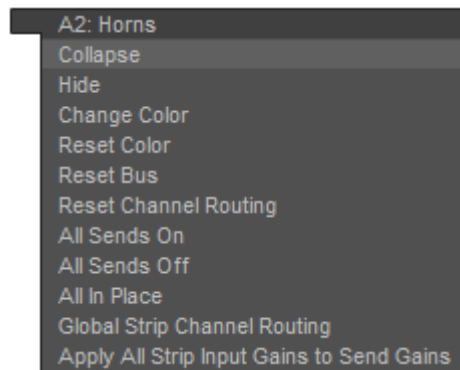 A2: Horns
Collapse
Hide
Change Color
Reset Color
Reset Bus
Reset Channel Routing
All Sends On
All Sends Off
All In Place
Global Strip Channel Routing
Apply All Strip Input Gains to Send Gains